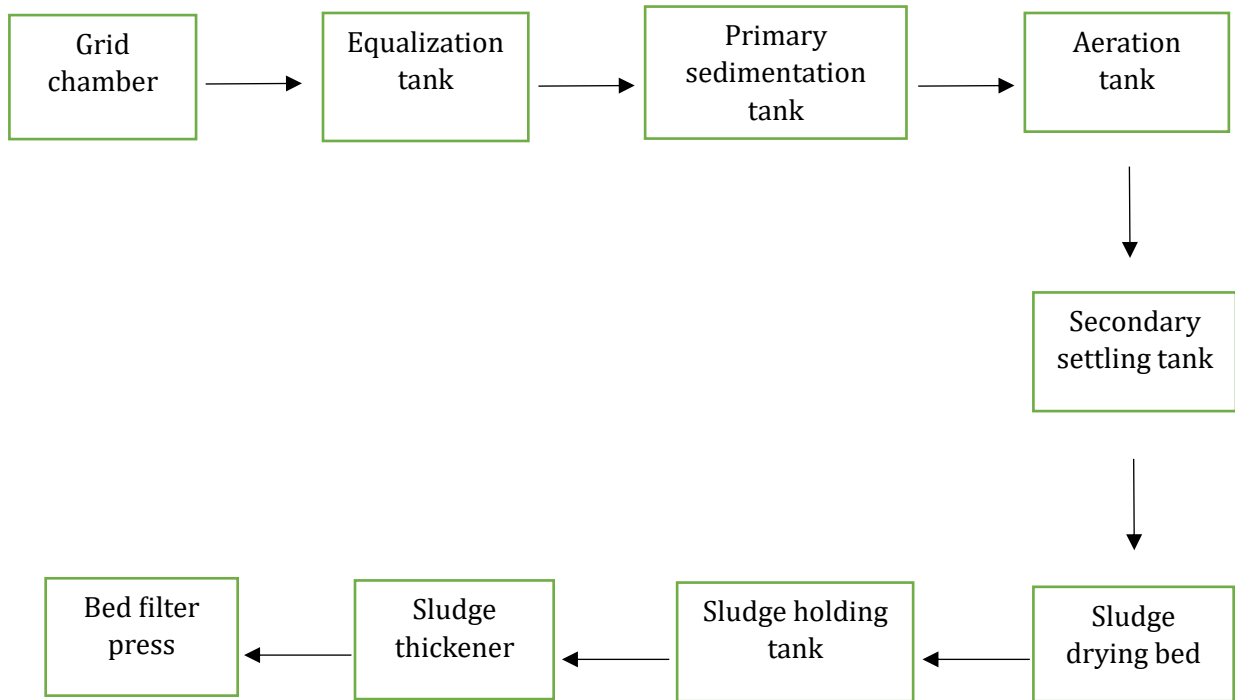 Grid
chamber
Equalization
tank
Primary
sedimentation
tank
Aeration
tank
Secondary
settling tank
Sludge
drying bed
Sludge holding
tank
Sludge
thickener
Bed filter
press